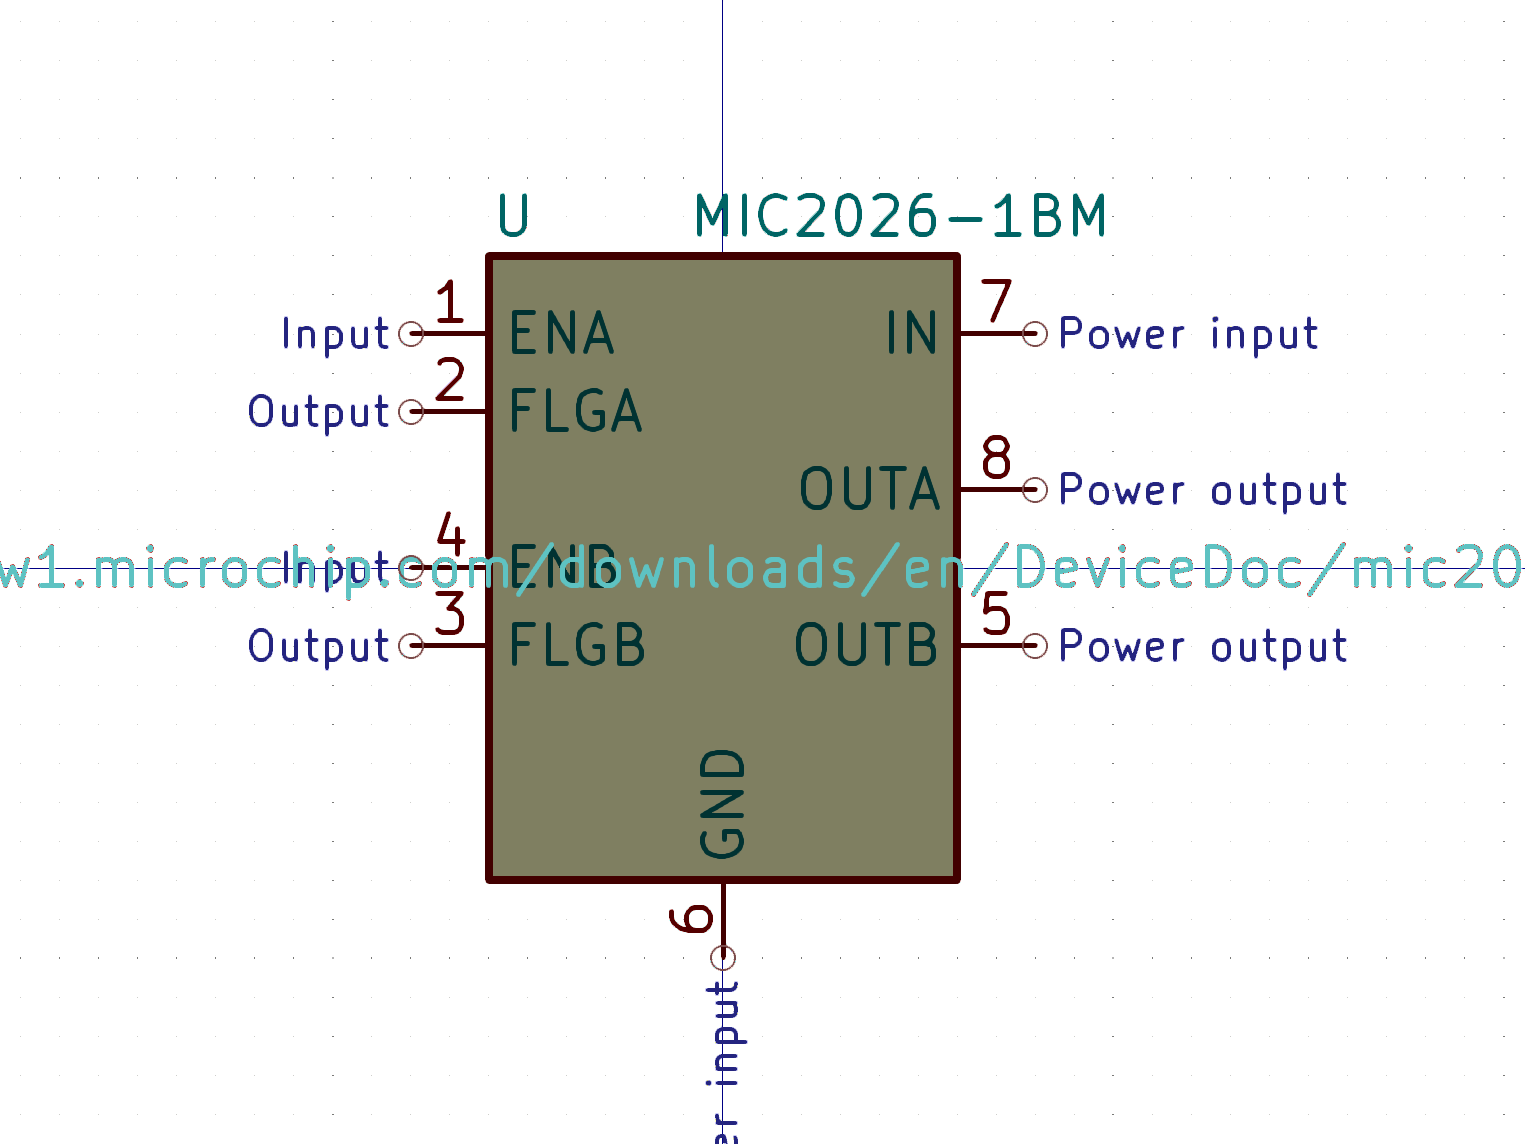 U MIC2026-1BM
1 7
Input ENA IN Power input
2
Output FLGA
8
OUTA Power output
4
Input ENB
w1.microchip.com/downloads/en/DeviceDoc/mic20
3 5
Output FLGB OUTB Power output
GND
6
er input